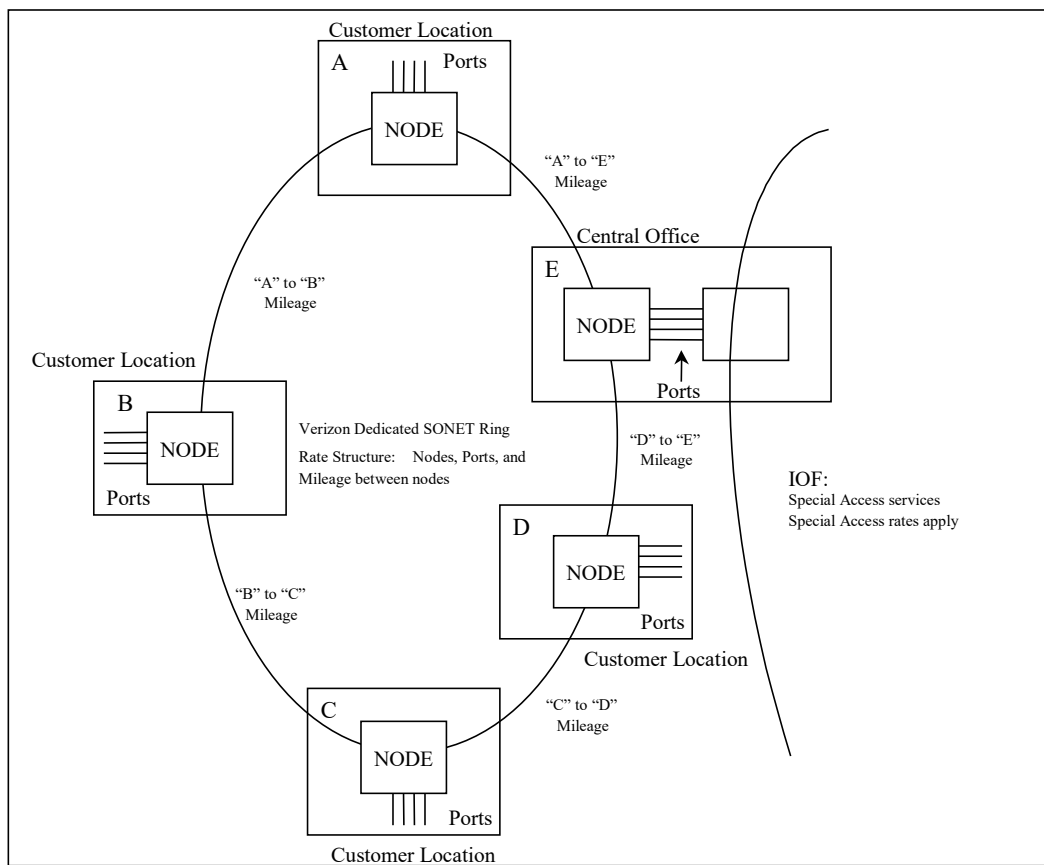 Customer Location
A
Ports
NODE
“A” to “E”
Mileage
Central Office
E
NODE
Ports
“A” to “B”
Mileage
Customer Location
B
NODE
Ports
Verizon Dedicated SONET Ring
Rate Structure: Nodes, Ports, and
Mileage between nodes
“D” to “E”
Mileage
IOF:
Special Access services
Special Access rates apply
D
NODE
Ports
Customer Location
“B” to “C”
Mileage
“C” to “D”
Mileage
C
NODE
Ports
Customer Location